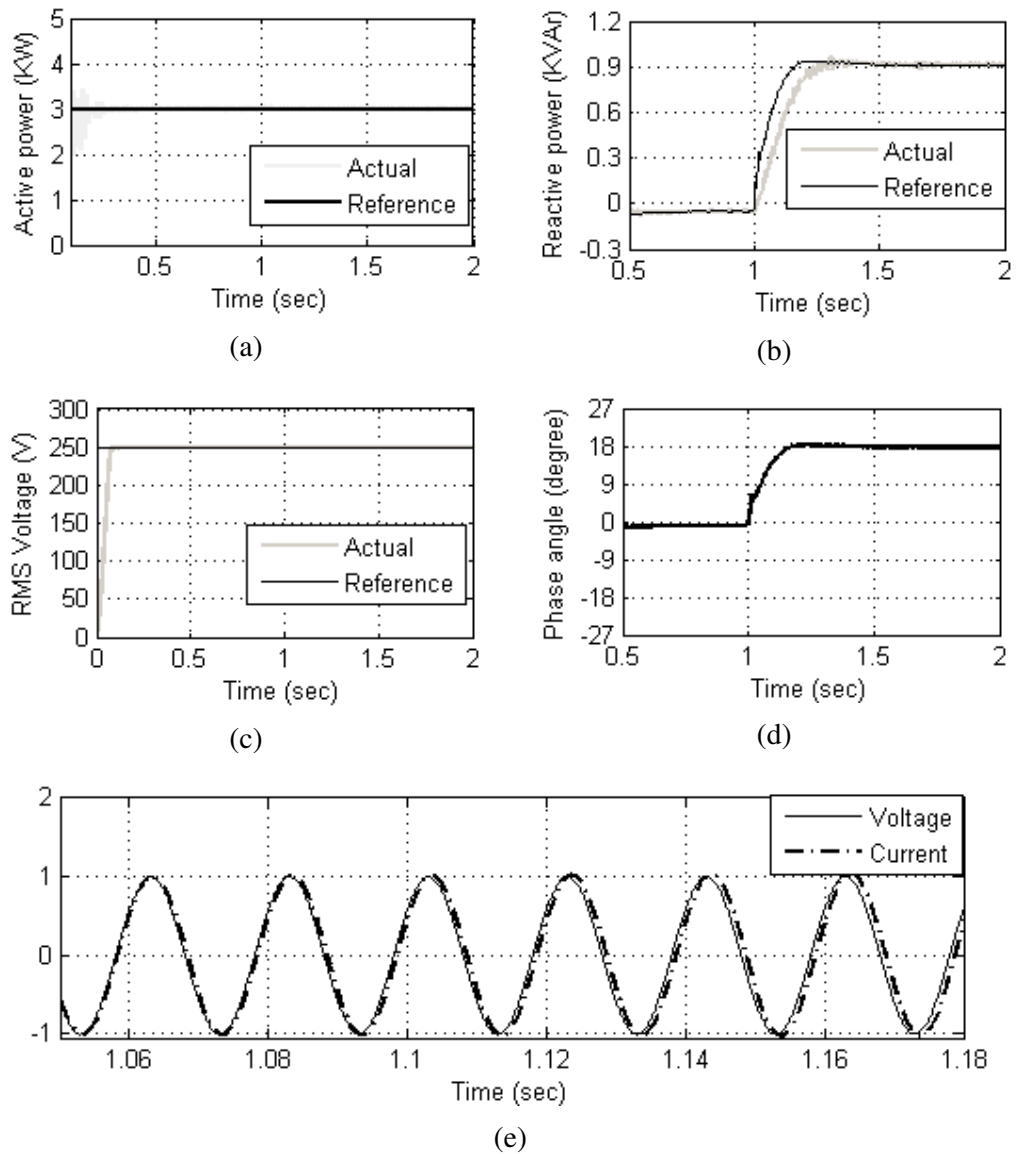 Active power (KW)
5
4
3
2
1
0
0.5
1
1.5
2
Time (sec)
Actual
Reference
(a)
Reactive power (KVAr)
1.2
0.9
0.6
0.3
0
-0.3
0.5
1
1.5
2
Time (sec)
Actual
Reference
(b)
RMS Voltage (V)
300
250
200
150
100
50
0
0
0.5
1
1.5
2
Time (sec)
Actual
Reference
(c)
Phase angle (degree)
27
18
9
0
-9
-18
-27
0.5
1
1.5
2
Time (sec)
(d)
2
1
0
-1
1.06
1.08
1.1
1.12
1.14
1.16
1.18
Time (sec)
Voltage
Current
(e)